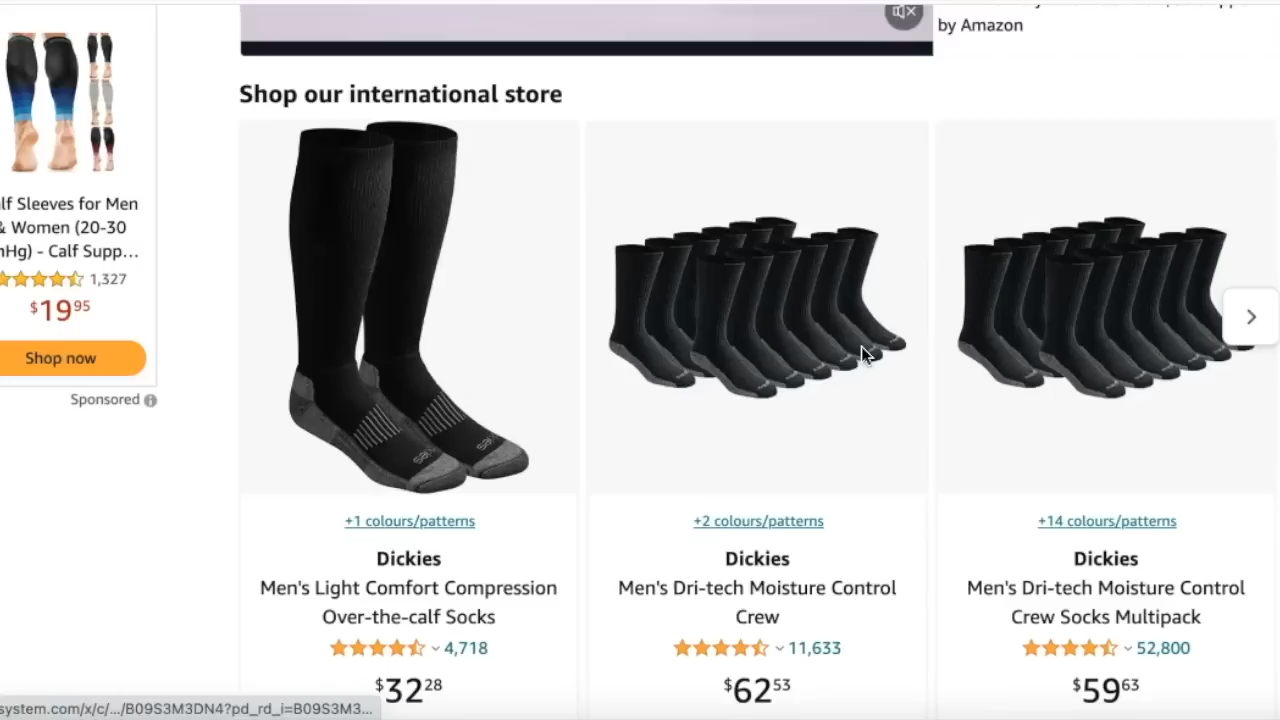 by Amazon
Shop our international store
lf Sleeves for Men
& Women (20-30
Hg) - Calf Supp...
1,327
$19 95
Shop now
Sponsored
+1 colours/patterns
Dickies
Men's Light Comfort Compression
Over-the-calf Socks
4,718
$32 28
+2 colours/patterns
Dickies
Men's Dri-tech Moisture Control
Crew
11,633
$62 53
+14 colours/patterns
Dickies
Men's Dri-tech Moisture Control
Crew Socks Multipack
52,800
$59 63
system.com/x/c/.../B09S3M3DN4?pd_rd_i=B09S3M3...